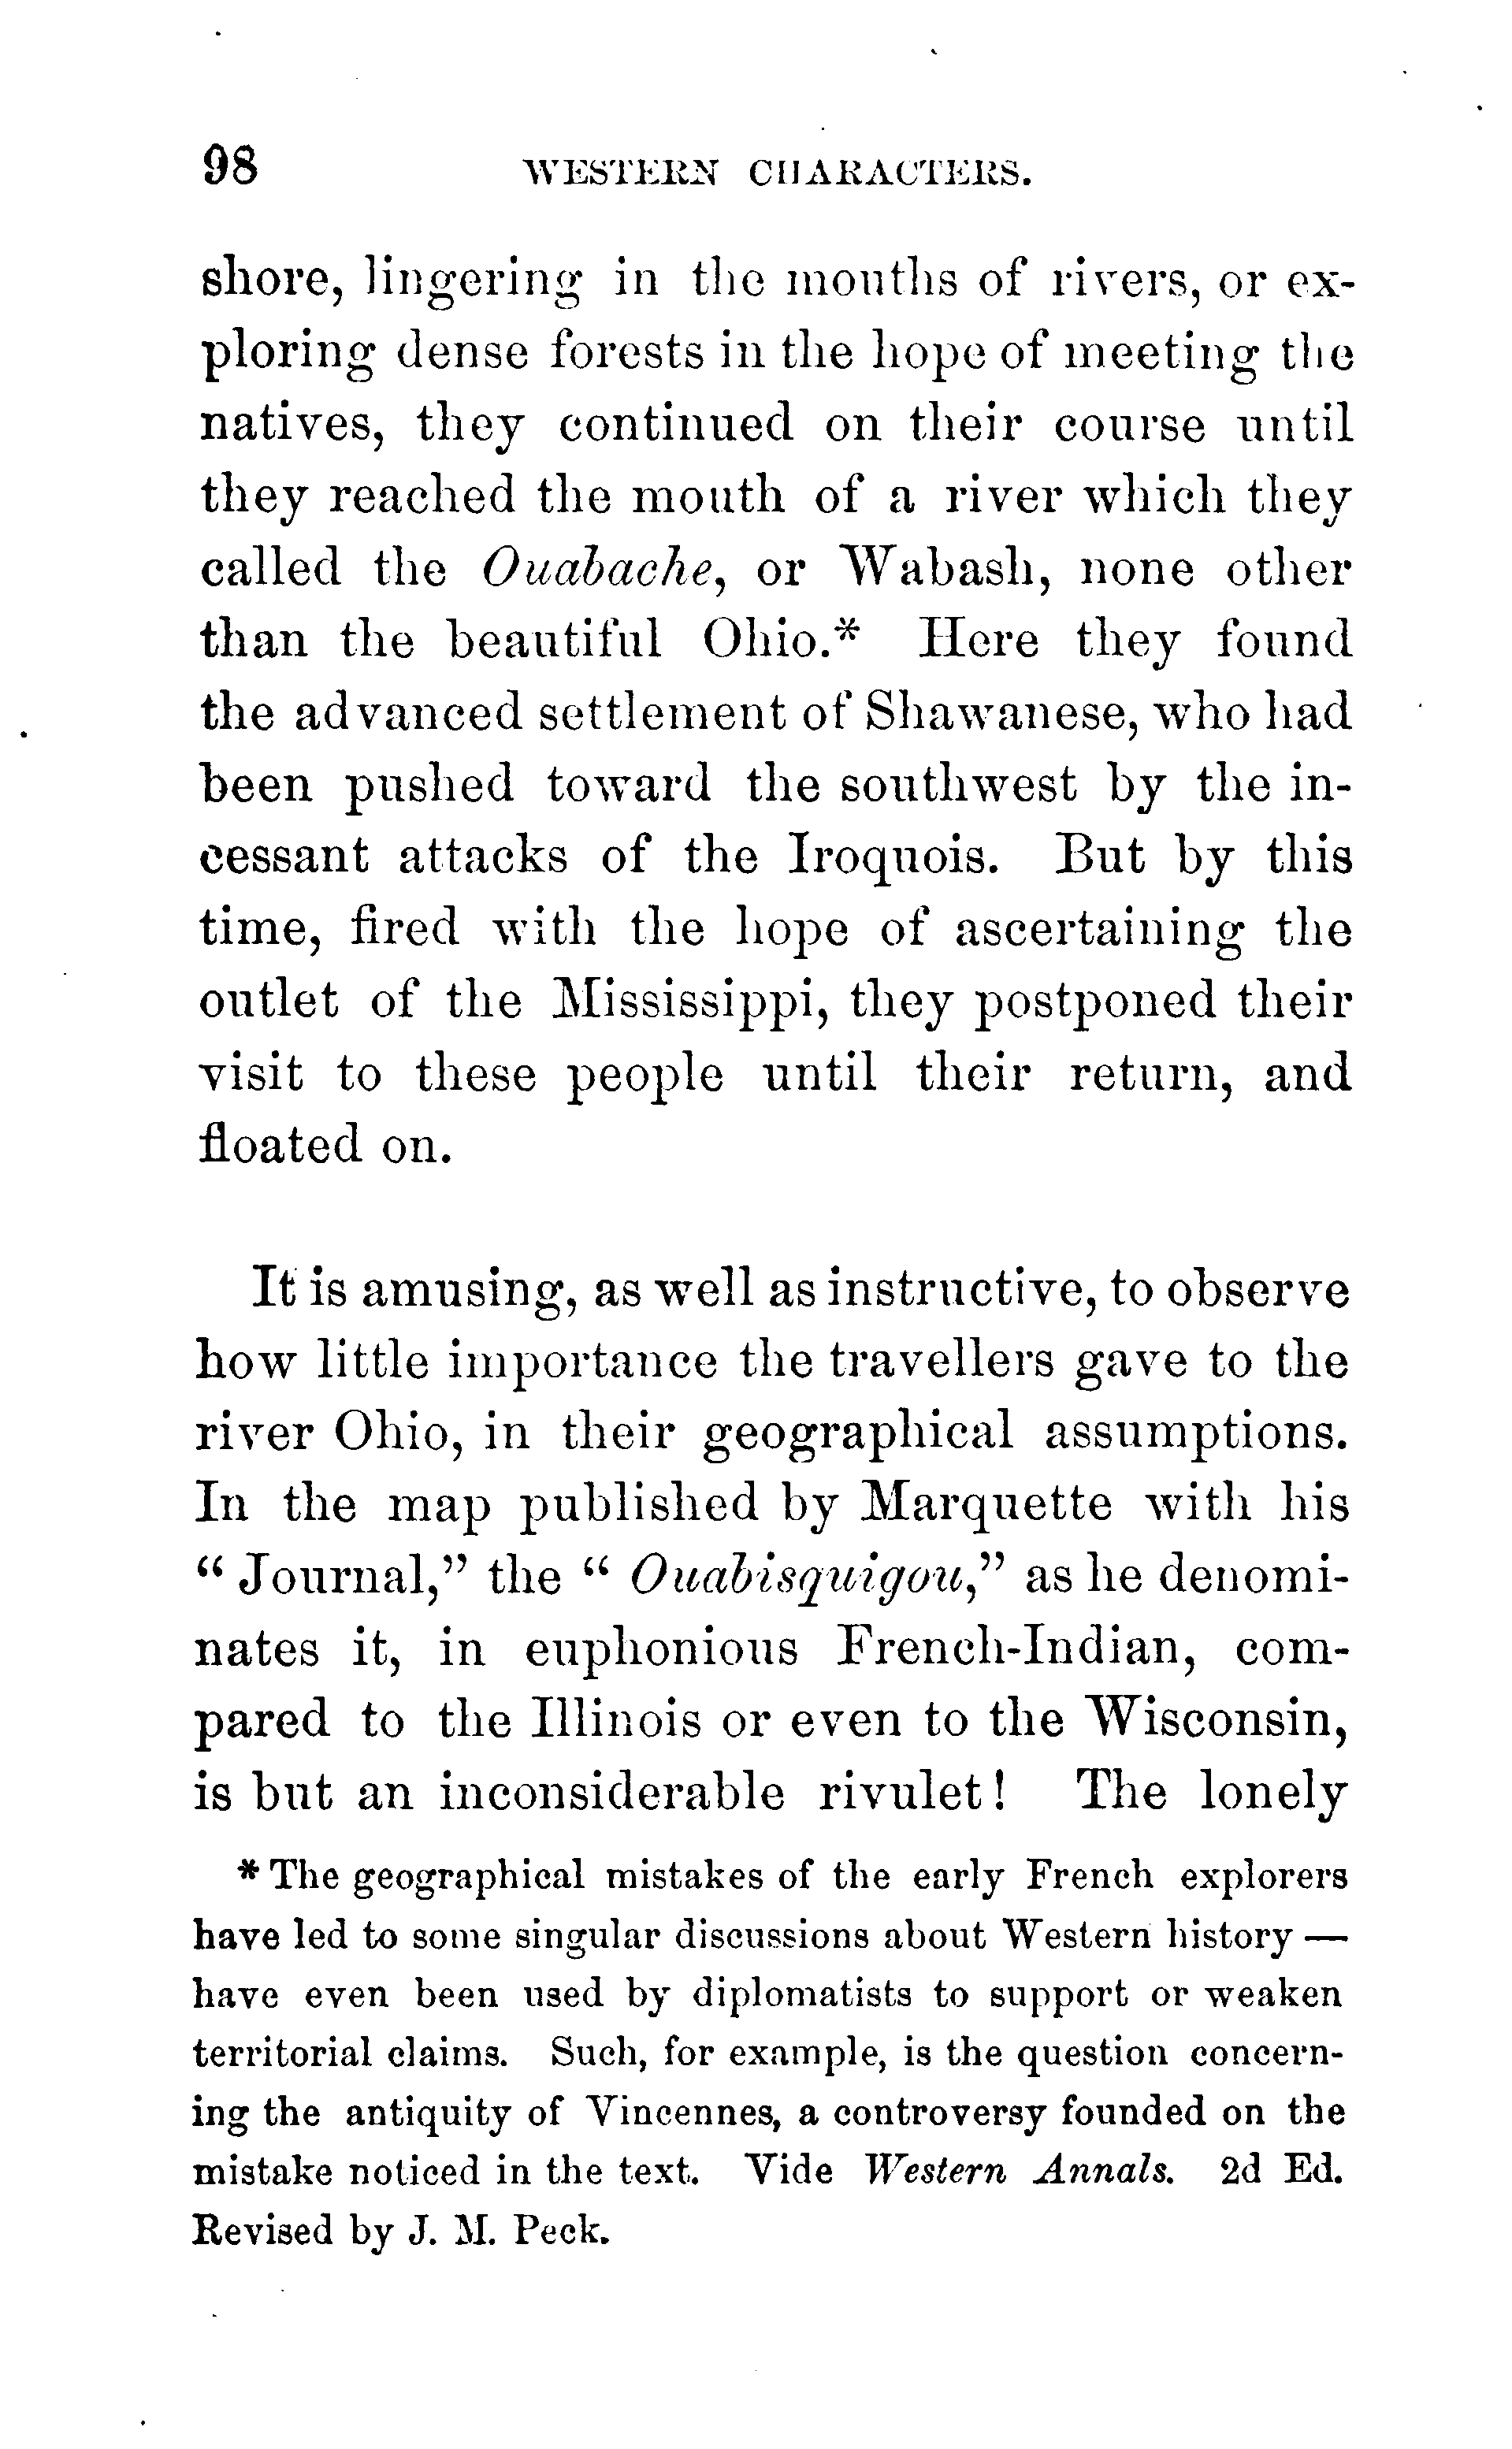 98 WESTERN CHARACTERS.
shore, lingering in the mouths of rivers, or ex-
ploring dense forests in the hope of meeting the
natives, they continued on their course until
they reached the mouth of a river which they
called the Ouabache, or Wabash, none other
than the beautiful Ohio.* Here they found
the advanced settlement of Shawanese, who had
been pushed toward the southwest by the in-
cessant attacks of the Iroquois. But by this
time, fired with the hope of ascertaining the
outlet of the Mississippi, they postponed their
visit to these people until their return, and
floated on.
It is amusing, as well as instructive, to observe
how little importance the travellers gave to the
river Ohio, in their geographical assumptions.
In the map published by Marquette with his
“ Journal,” the “ Ouabisquigou,” as he denomi-
nates it, in euphonious French-Indian, com-
pared to the Illinois or even to the Wisconsin,
is but an inconsiderable rivulet! The lonely
* The geographical mistakes of the early French explorers
have led to some singular discussions about Western history —
have even been used by diplomatists to support or weaken
territorial claims. Such, for example, is the question concern-
ing the antiquity of Vincennes, a controversy founded on the
mistake noticed in the text. Vide Western Annals. 2d Ed.
Revised by J. M. Peck.